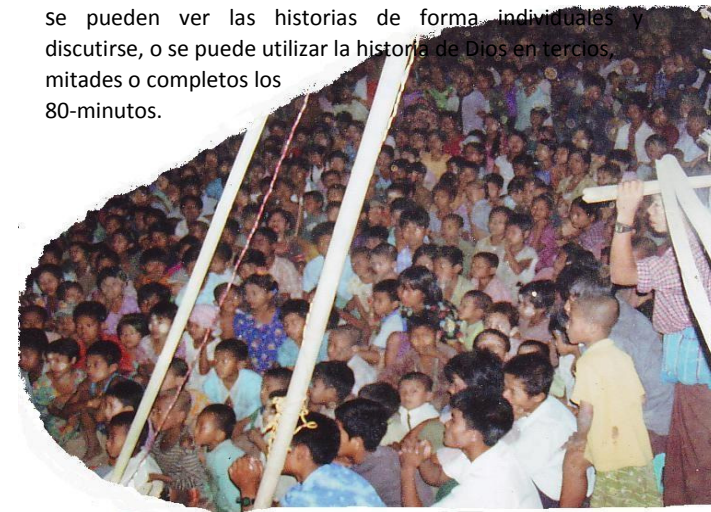 se pueden ver las historias de forma individuales y
discutirse, o se puede utilizar la historia de Dios en tercios,
mitades o completos los
80-minutos.